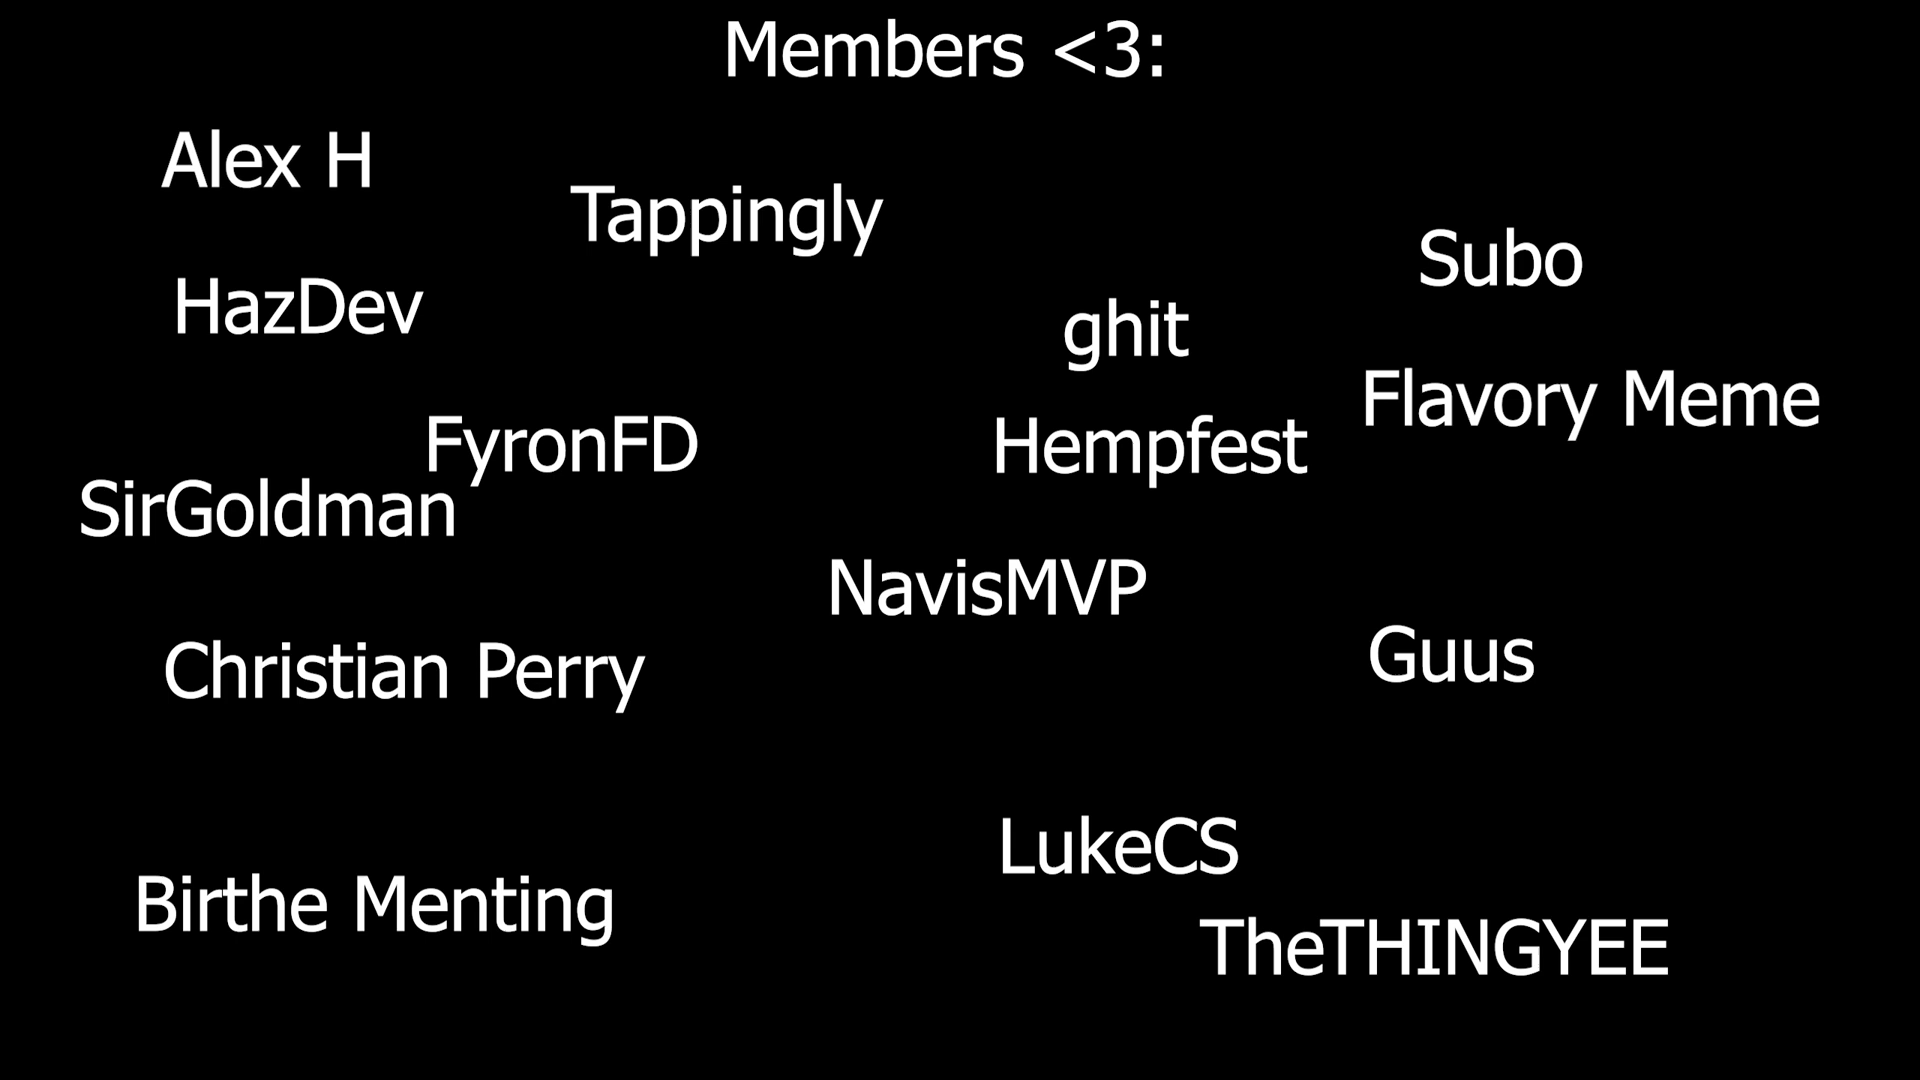 Members <3:
Alex H
Tappingly
Subo
HazDev
ghit
Flavory Meme
FyronFD
Hempfest
SirGoldman
NavisMVP
Guus
Christian Perry
LukeCS
Birthe Menting
TheTHINGYEE